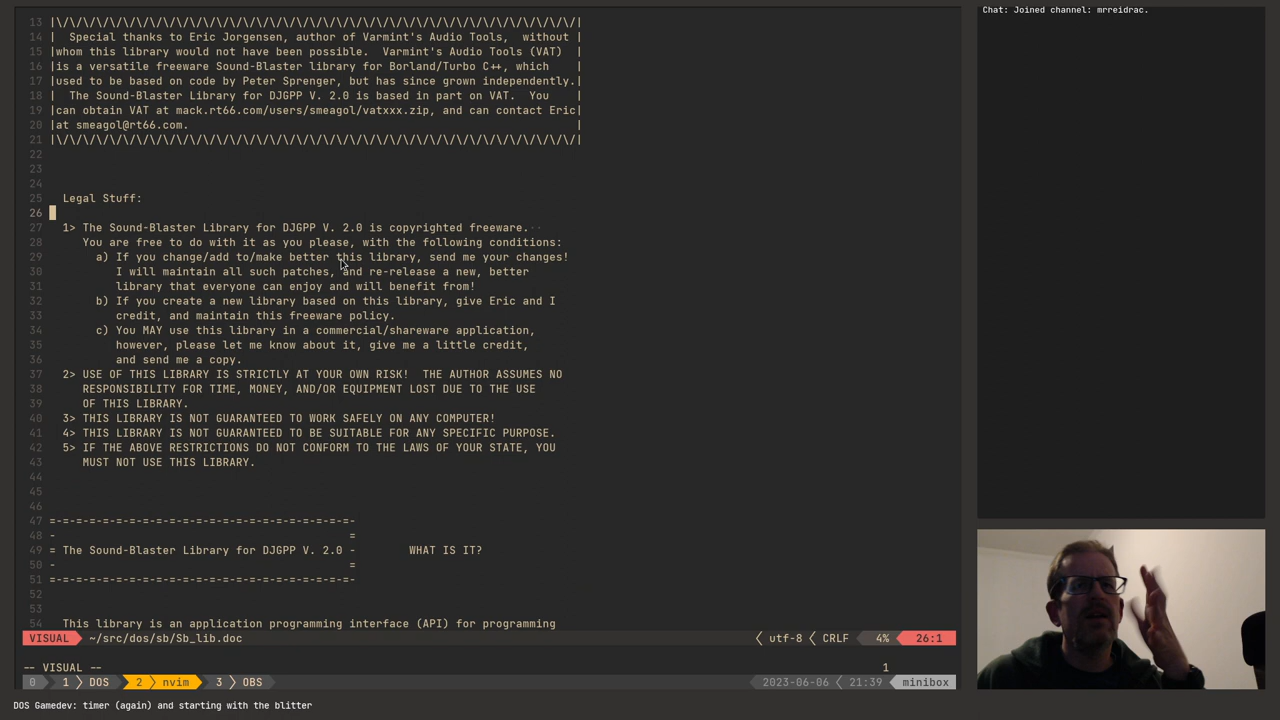 Chat: Joined channel: mrreidrac.
13 |\/\/\/\/\/\/\/\/\/\/\/\/\/\/\/\/\/\/\/\/\/\/\/\/\/\/\/\/\/\/\/\/\/\/\/\/\/\/\/|
14 |  Special thanks to Eric Jorgensen, author of Varmint's Audio Tools,  without |
15 |whom this library would not have been possible.  Varmint's Audio Tools (VAT)  |
16 |is a versatile freeware Sound-Blaster library for Borland/Turbo C++, which    |
17 |used to be based on code by Peter Sprenger, but has since grown independently.|
18 |  The Sound-Blaster Library for DJGPP V. 2.0 is based in part on VAT.  You    |
19 |can obtain VAT at mack.rt66.com/users/smeagol/vatxxx.zip, and can contact Eric|
20 |at smeagol@rt66.com.                                                          |
21 |\/\/\/\/\/\/\/\/\/\/\/\/\/\/\/\/\/\/\/\/\/\/\/\/\/\/\/\/\/\/\/\/\/\/\/\/\/\/\/|
22
23
24
25   Legal Stuff:
26
27   1> The Sound-Blaster Library for DJGPP V. 2.0 is copyrighted freeware.··
28      You are free to do with it as you please, with the following conditions:
29        a) If you change/add to/make better this library, send me your changes!
30           I will maintain all such patches, and re-release a new, better
31           library that everyone can enjoy and will benefit from!
32        b) If you create a new library based on this library, give Eric and I
33           credit, and maintain this freeware policy.
34        c) You MAY use this library in a commercial/shareware application,
35           however, please let me know about it, give me a little credit,
36           and send me a copy.
37   2> USE OF THIS LIBRARY IS STRICTLY AT YOUR OWN RISK!  THE AUTHOR ASSUMES NO
38      RESPONSIBILITY FOR TIME, MONEY, AND/OR EQUIPMENT LOST DUE TO THE USE
39      OF THIS LIBRARY.
40   3> THIS LIBRARY IS NOT GUARANTEED TO WORK SAFELY ON ANY COMPUTER!
41   4> THIS LIBRARY IS NOT GUARANTEED TO BE SUITABLE FOR ANY SPECIFIC PURPOSE.
42   5> IF THE ABOVE RESTRICTIONS DO NOT CONFORM TO THE LAWS OF YOUR STATE, YOU
43      MUST NOT USE THIS LIBRARY.
44
45
46
47 =-=-=-=-=-=-=-=-=-=-=-=-=-=-=-=-=-=-=-=-=-=-=-
48 -                                            =
49 = The Sound-Blaster Library for DJGPP V. 2.0 -        WHAT IS IT?
50 -                                            =
51 =-=-=-=-=-=-=-=-=-=-=-=-=-=-=-=-=-=-=-=-=-=-=-
52
53
54   This library is an application programming interface (API) for programming
VISUAL ~/src/dos/sb/Sb_lib.doc utf-8 CRLF 4% 26:1
-- VISUAL -- 1
0 1 DOS 2 nvim 3 OBS 2023-06-06 21:39 minibox
DOS Gamedev: timer (again) and starting with the blitter